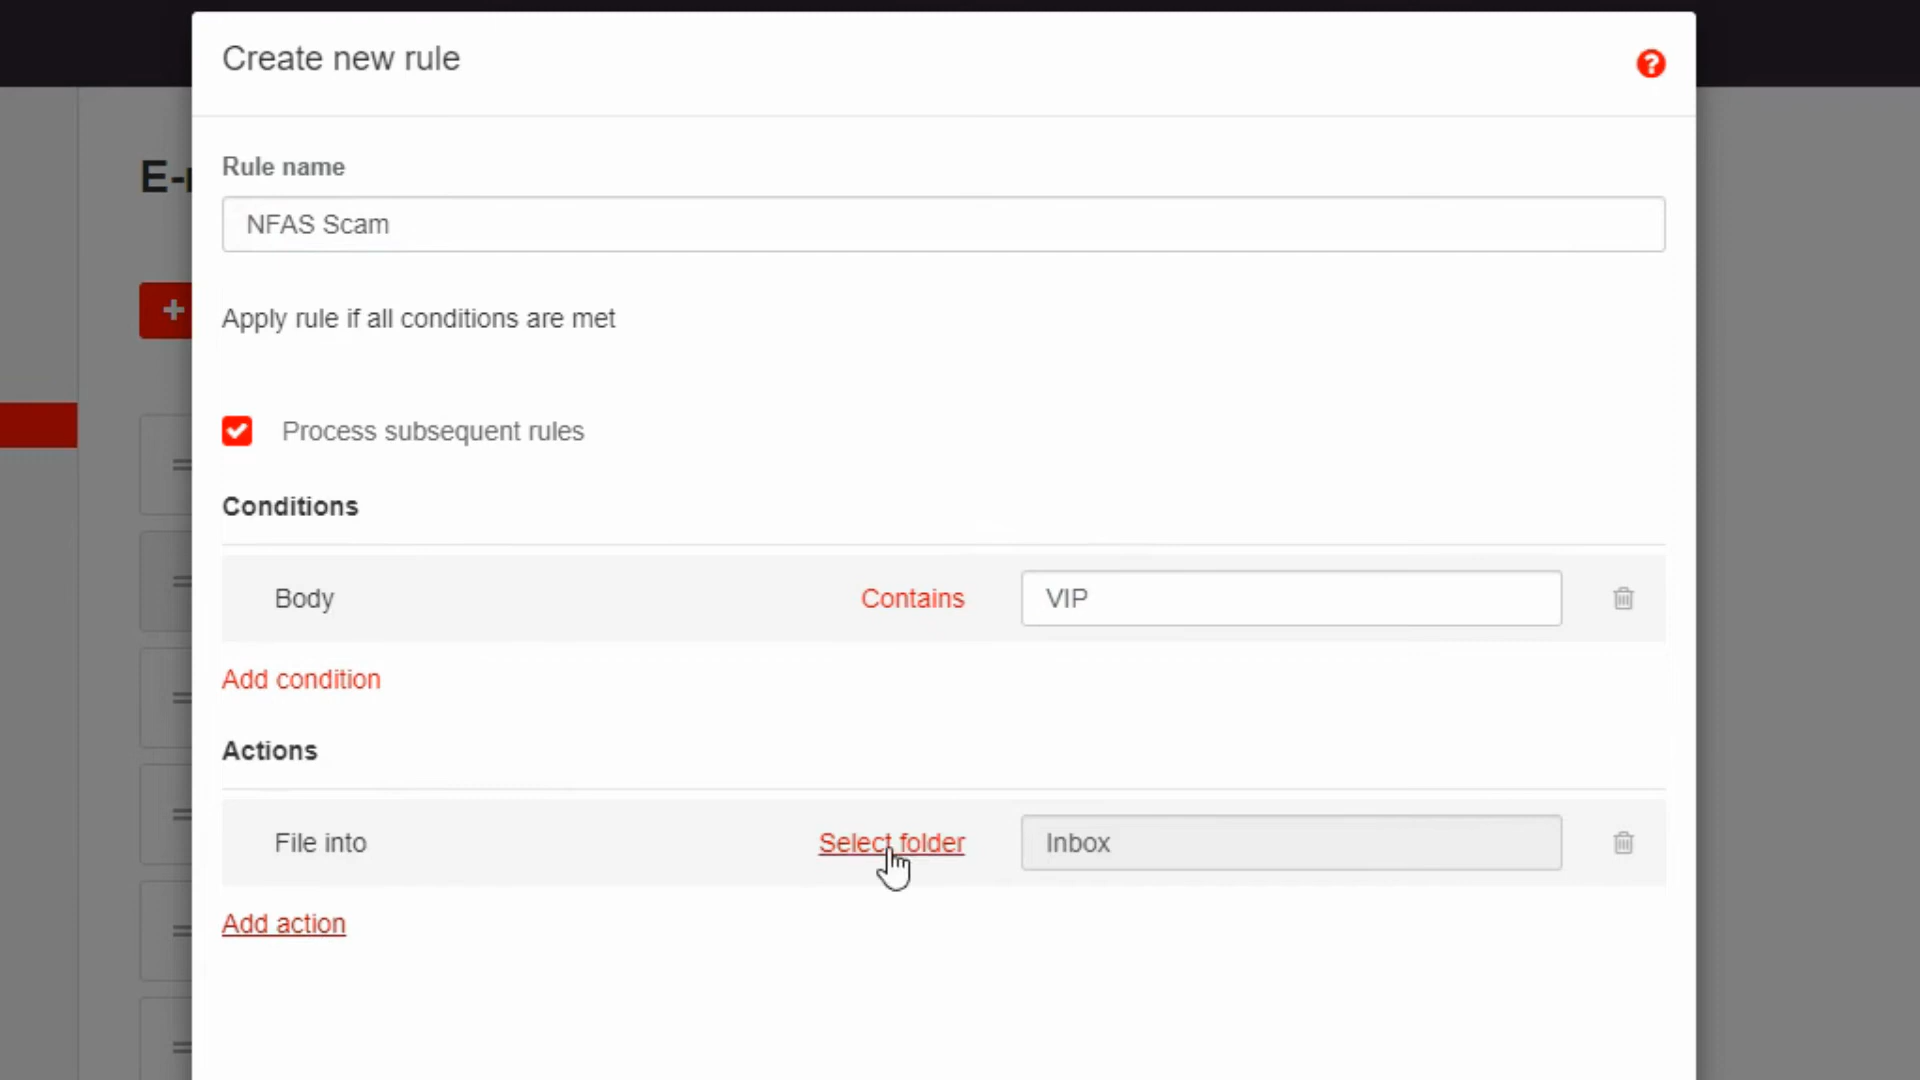 Create new rule
?
E-
Rule name
NFAS Scam
+
Apply rule if all conditions are met
Process subsequent rules
Conditions
Body Contains VIP
Add condition
Actions
File into Select folder Inbox
Add action